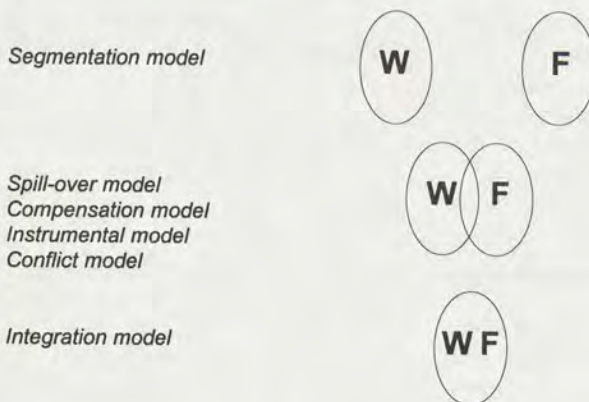 Segmentation model
W F
Spill-over model
Compensation model
Instrumental model
Conflict model
W F
Integration model
W F